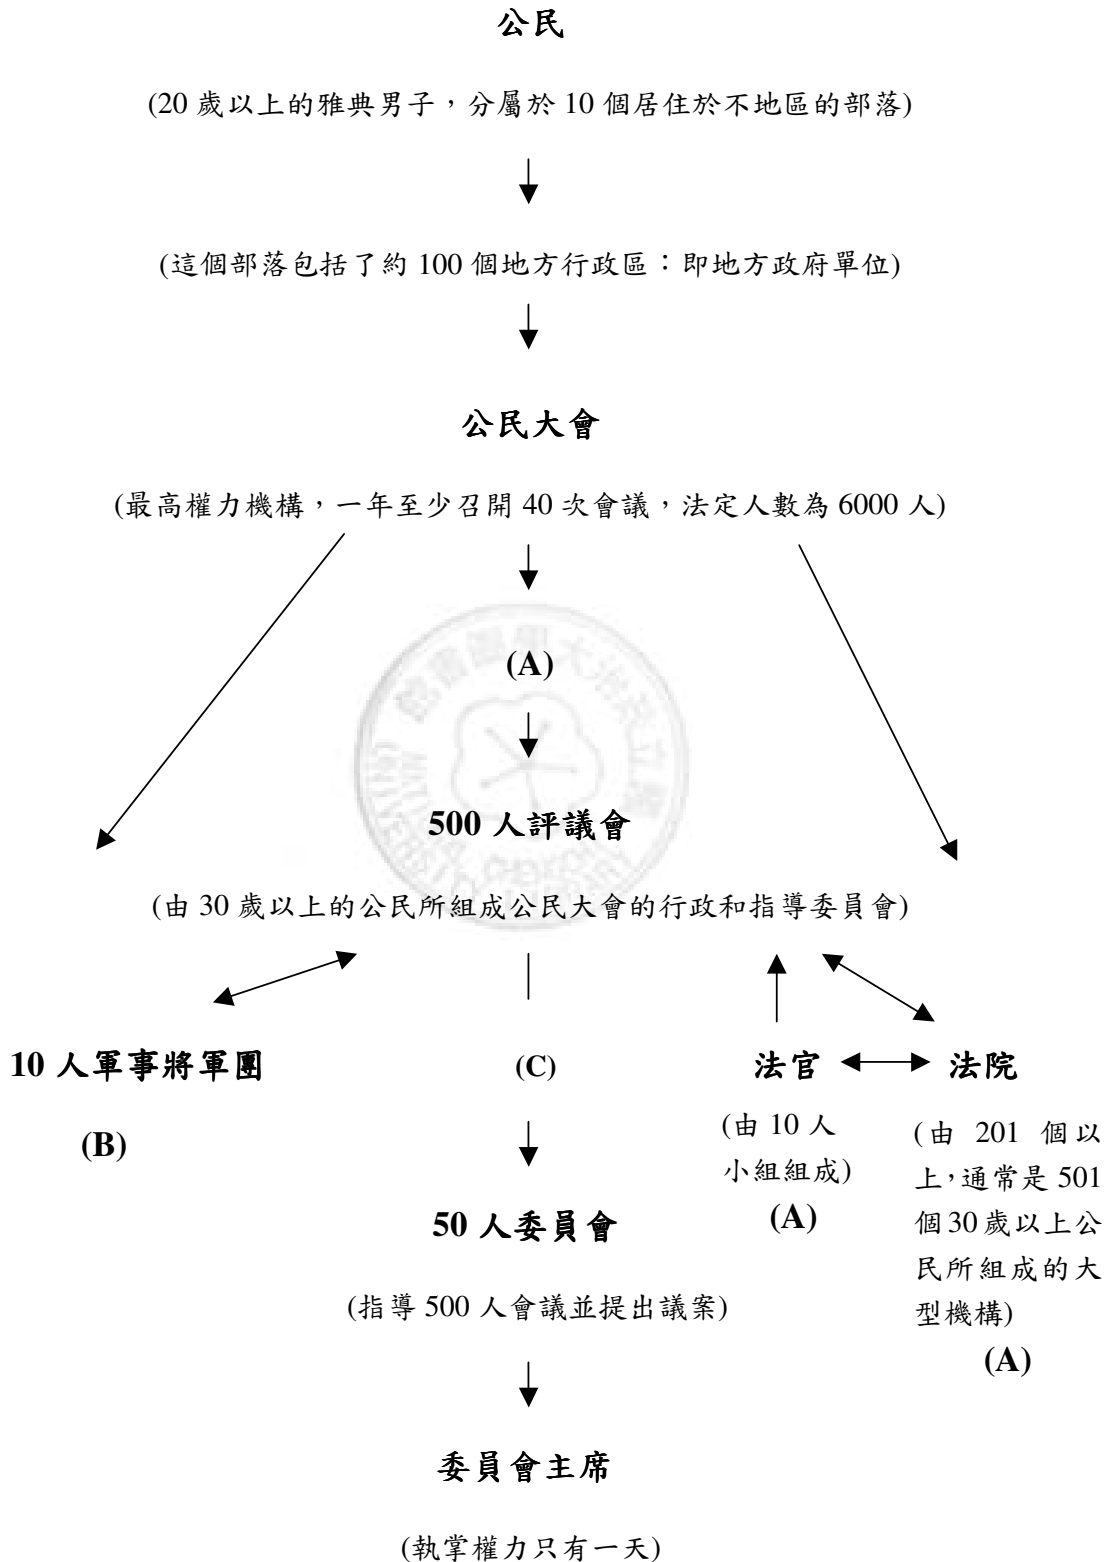 公民
(20 歲以上的雅典男子，分屬於 10 個居住於不地區的部落)
(這個部落包括了約 100 個地方行政區：即地方政府單位)
公民大會
(最高權力機構，一年至少召開 40 次會議，法定人數為 6000 人)
(A)
500 人評議會
(由 30 歲以上的公民所組成公民大會的行政和指導委員會)
10 人軍事將軍團
(B)
(C)
50 人委員會
(指導 500 人會議並提出議案)
委員會主席
(執掌權力只有一天)
法官
(由 10 人
小組組成)
(A)
法院
(由 201 個以
上，通常是 501
個 30 歲以上公
民所組成的大
型機構)
(A)